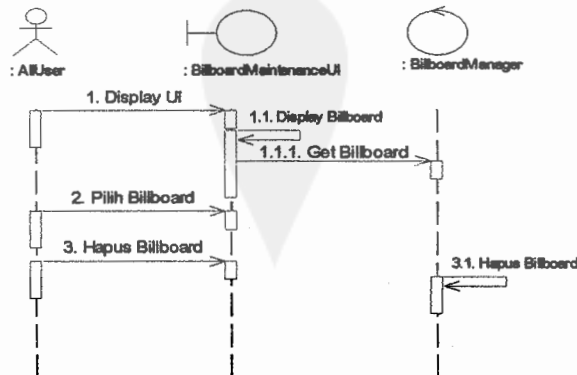 : AllUser
: BillboardMaintenanceUI
: BillboardManager
1. Display UI
1.1. Display Billboard
1.1.1. Get Billboard
2. Pilih Billboard
3. Hapus Billboard
3.1. Hapus Billboard